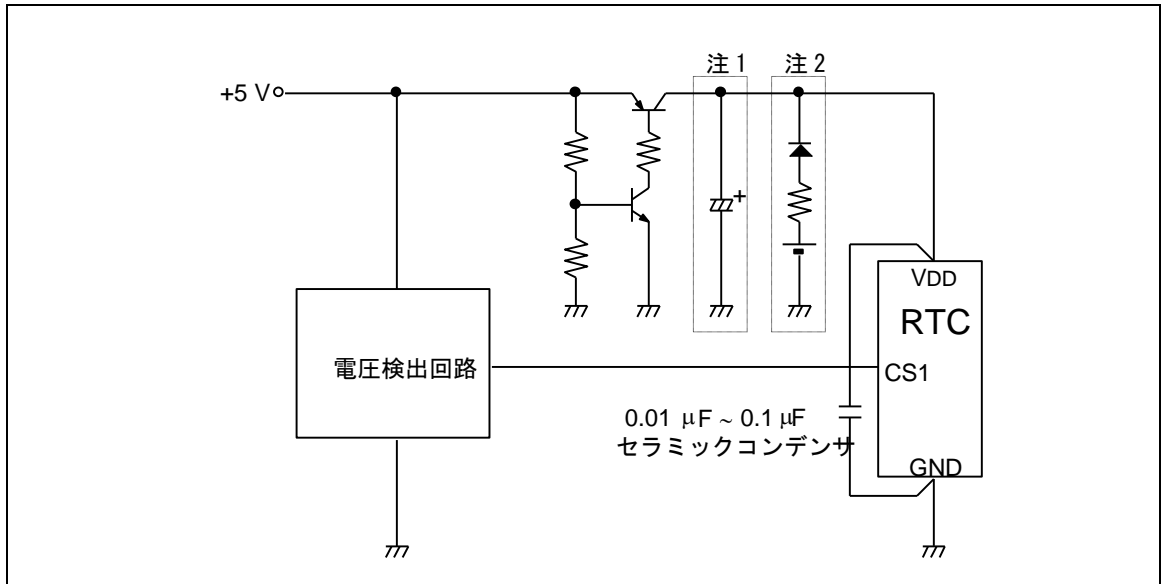 注 1
注 2
+5 V
VDD
RTC
電圧検出回路
CS1
0.01 μF ~ 0.1 μF
セラミックコンデンサ
GND
+